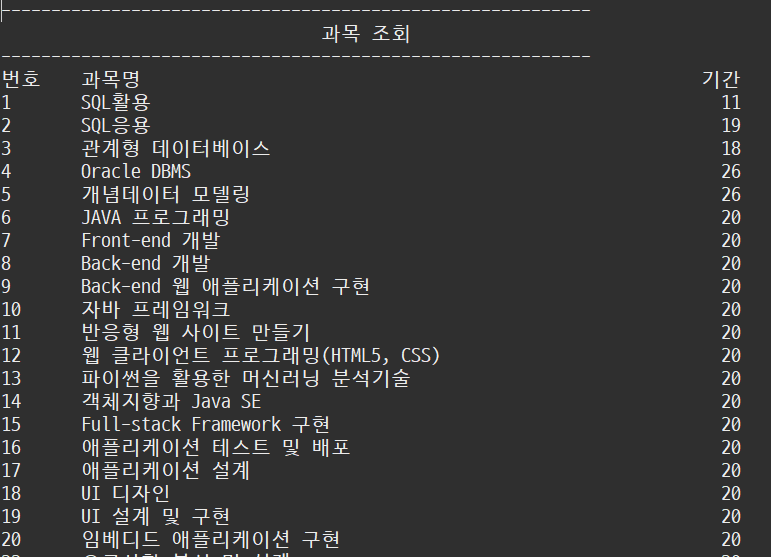 ------------------------------------------------------------
과목 조회
------------------------------------------------------------
번호 과목명 기간
1 SQL활용 11
2 SQL응용 19
3 관계형 데이터베이스 18
4 Oracle DBMS 26
5 개념데이터 모델링 26
6 JAVA 프로그래밍 20
7 Front-end 개발 20
8 Back-end 개발 20
9 Back-end 웹 애플리케이션 구현 20
10 자바 프레임워크 20
11 반응형 웹 사이트 만들기 20
12 웹 클라이언트 프로그래밍(HTML5, CSS) 20
13 파이썬을 활용한 머신러닝 분석기술 20
14 객체지향과 Java SE 20
15 Full-stack Framework 구현 20
16 애플리케이션 테스트 및 배포 20
17 애플리케이션 설계 20
18 UI 디자인 20
19 UI 설계 및 구현 20
20 임베디드 애플리케이션 구현 20